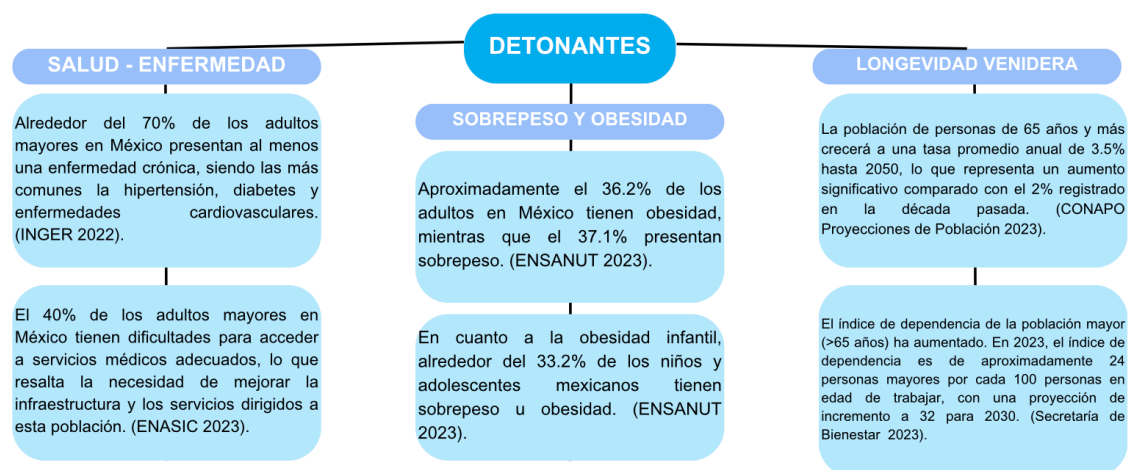 DETONANTES
SALUD - ENFERMEDAD
Alrededor del 70% de los adultos
mayores en México presentan al menos
una enfermedad crónica, siendo las más
comunes la hipertensión, diabetes y
enfermedades cardiovasculares.
(INGER 2022).
El 40% de los adultos mayores en
México tienen dificultades para acceder
a servicios médicos adecuados, lo que
resalta la necesidad de mejorar la
infraestructura y los servicios dirigidos a
esta población. (ENASIC 2023).
SOBREPESO Y OBESIDAD
Aproximadamente el 36.2% de los
adultos en México tienen obesidad,
mientras que el 37.1% presentan
sobrepeso. (ENSANUT 2023).
En cuanto a la obesidad infantil,
alrededor del 33.2% de los niños y
adolescentes mexicanos tienen
sobrepeso u obesidad. (ENSANUT
2023).
LONGEVIDAD VENIDERA
La población de personas de 65 años y más
crecerá a una tasa promedio anual de 3.5%
hasta 2050, lo que representa un aumento
significativo comparado con el 2% registrado
en la década pasada. (CONAPO
Proyecciones de Población 2023).
El índice de dependencia de la población mayor
(>65 años) ha aumentado. En 2023, el índice de
dependencia es de aproximadamente 24
personas mayores por cada 100 personas en
edad de trabajar, con una proyección de
incremento a 32 para 2030. (Secretaría de
Bienestar 2023).